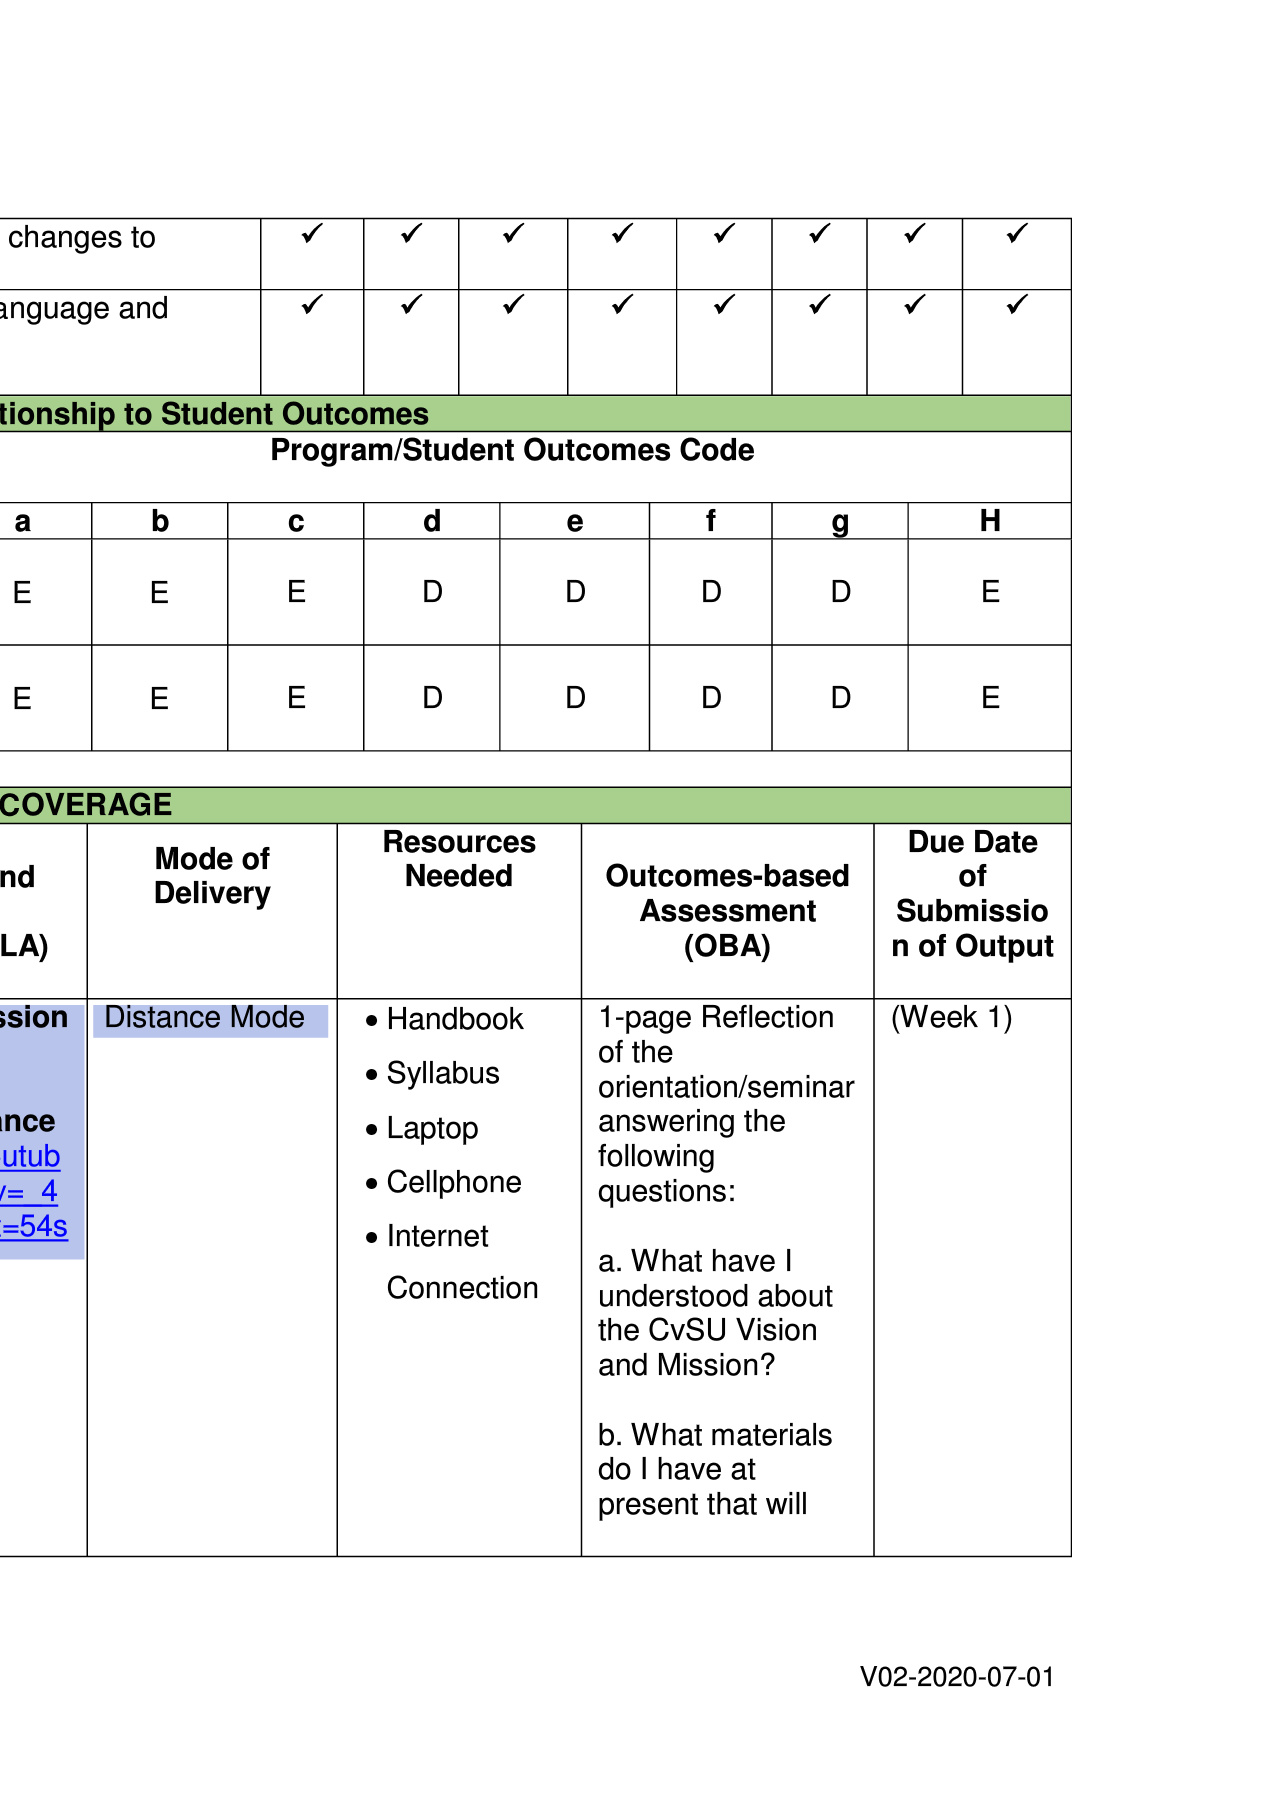 changes to ✓ ✓ ✓ ✓ ✓ ✓ ✓ ✓
anguage and ✓ ✓ ✓ ✓ ✓ ✓ ✓ ✓
tionship to Student Outcomes
Program/Student Outcomes Code
a b c d e f g H
E E E D D D D E
E E E D D D D E
COVERAGE
nd
LA)
Mode of
Delivery
Resources
Needed
Outcomes-based
Assessment
(OBA)
Due Date
of
Submissio
n of Output
ssion
ance
utub
v=_4
t=54s
Distance Mode
• Handbook
• Syllabus
• Laptop
• Cellphone
• Internet
Connection
1-page Reflection
of the
orientation/seminar
answering the
following
questions:
a. What have I
understood about
the CvSU Vision
and Mission?
b. What materials
do I have at
present that will
(Week 1)
V02-2020-07-01